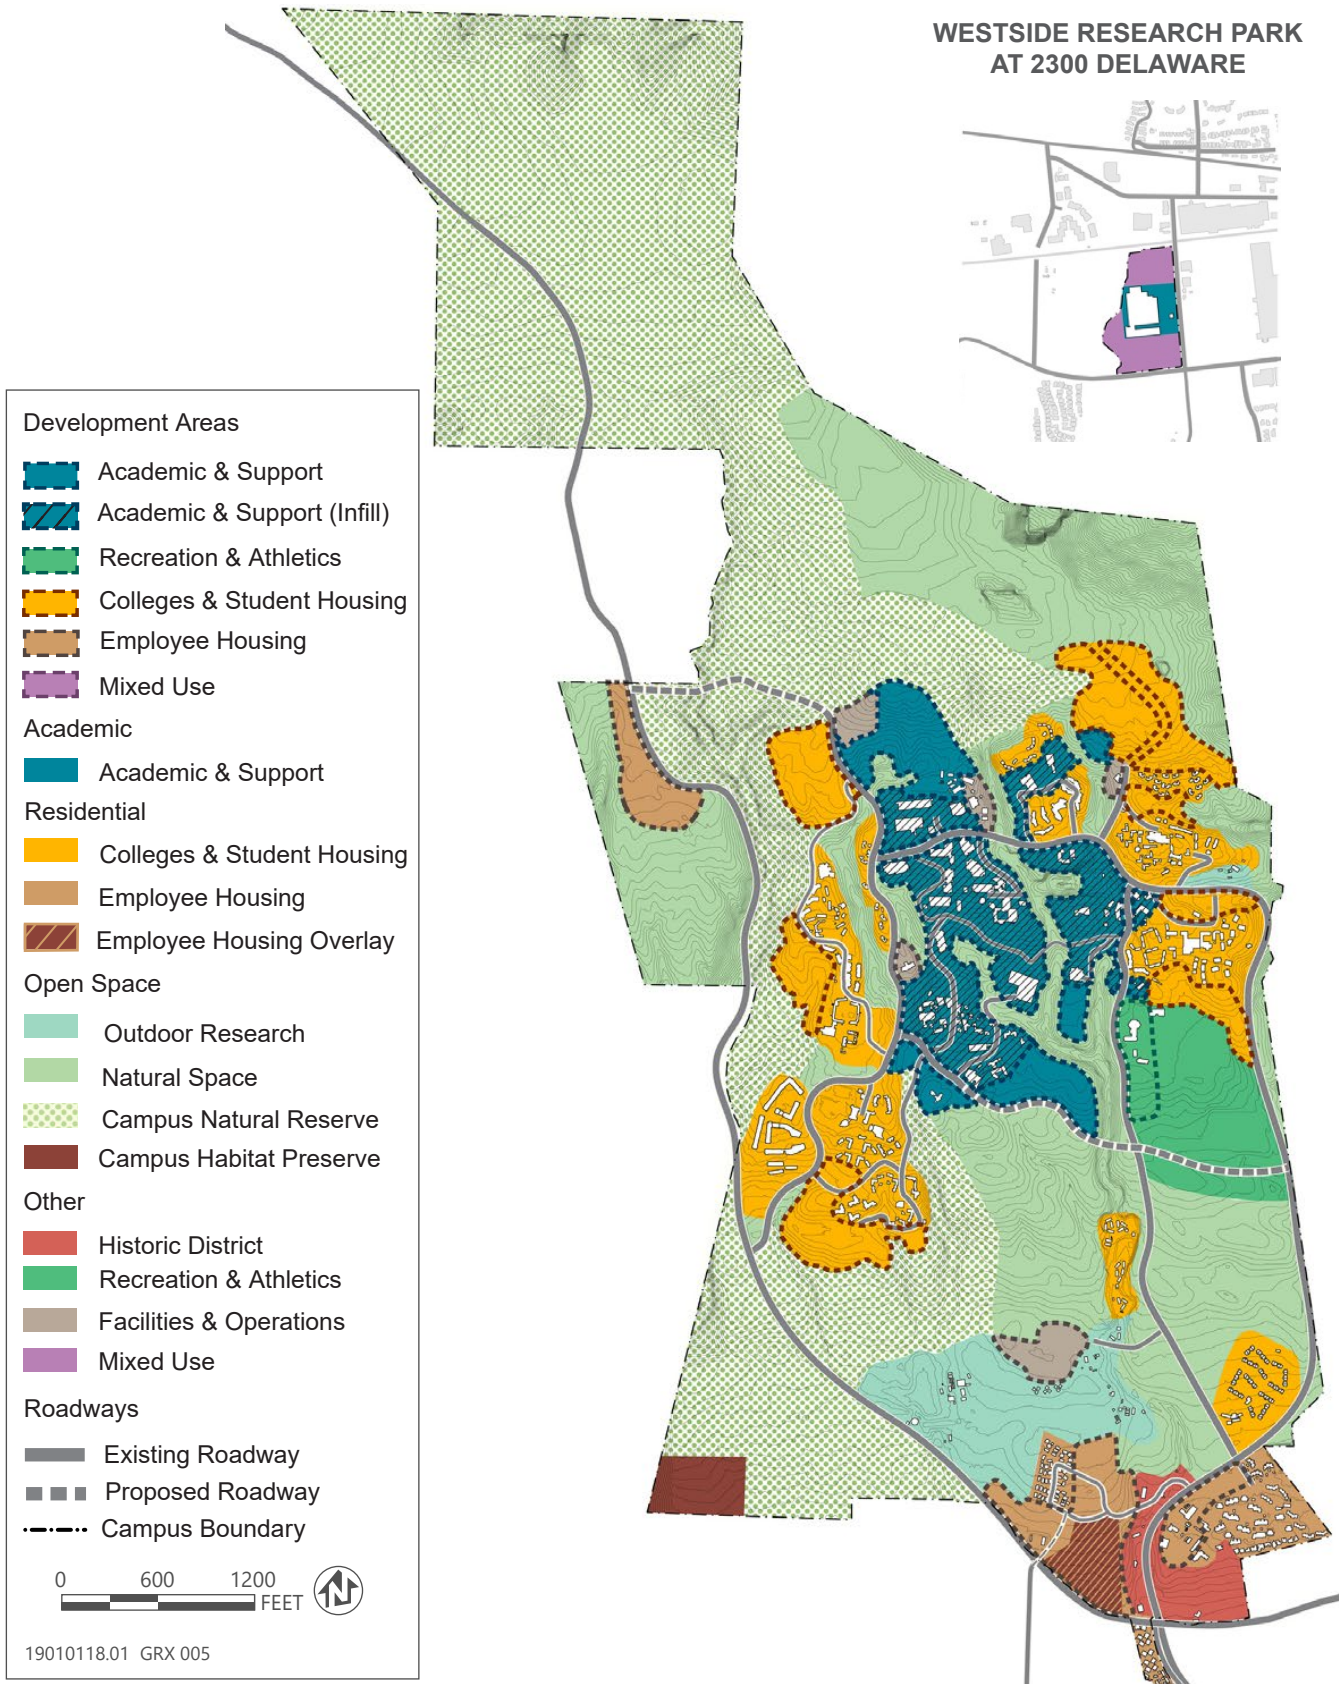 WESTSIDE RESEARCH PARK
AT 2300 DELAWARE
Development Areas
Academic & Support
Academic & Support (Infill)
Recreation & Athletics
Colleges & Student Housing
Employee Housing
Mixed Use
Academic
Academic & Support
Residential
Colleges & Student Housing
Employee Housing
Employee Housing Overlay
Open Space
Outdoor Research
Natural Space
Campus Natural Reserve
Campus Habitat Preserve
Other
Historic District
Recreation & Athletics
Facilities & Operations
Mixed Use
Roadways
Existing Roadway
Proposed Roadway
Campus Boundary
0 600 1200
FEET
N
19010118.01 GRX 005